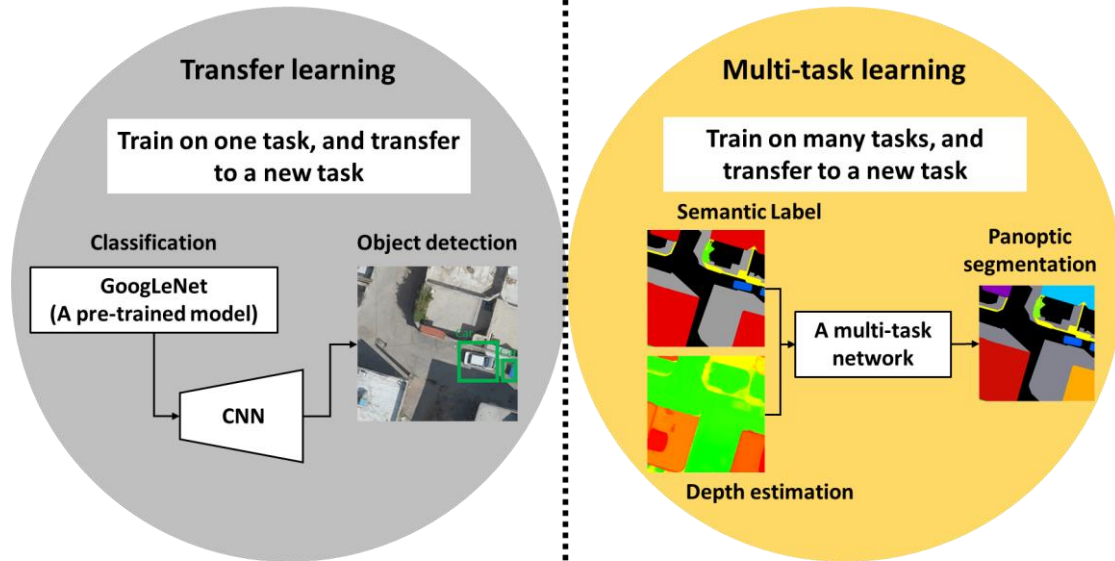 Transfer learning
Train on one task, and transfer
to a new task
Classification
GoogLeNet
(A pre-trained model)
CNN
Object detection
car
Multi-task learning
Train on many tasks, and
transfer to a new task
Semantic Label
Depth estimation
A multi-task
network
Panoptic
segmentation